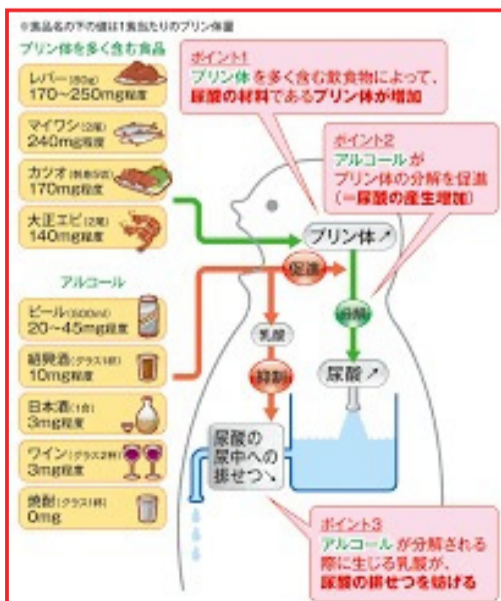 ※食品名の下の値は1食当たりのプリン体量
プリン体を多く含む食品
レバー(80g)
170〜250mg程度
マイワシ(2尾)
240mg程度
カツオ(刺身5切)
170mg程度
大正エビ(2尾)
140mg程度
アルコール
ビール(500ml)
20〜45mg程度
紹興酒(グラス1杯)
10mg程度
日本酒(1合)
3mg程度
ワイン(グラス2杯)
3mg程度
焼酎(グラス1杯)
0mg
ポイント1
プリン体を多く含む飲食物によって、
尿酸の材料であるプリン体が増加
ポイント2
アルコールが
プリン体の分解を促進
(=尿酸の産生増加)
プリン体↗
促進
分解
乳酸
抑制
尿酸↗
尿酸の
尿中への
排せつ↘
ポイント3
アルコールが分解される
際に生じる乳酸が、
尿酸の排せつを妨げる